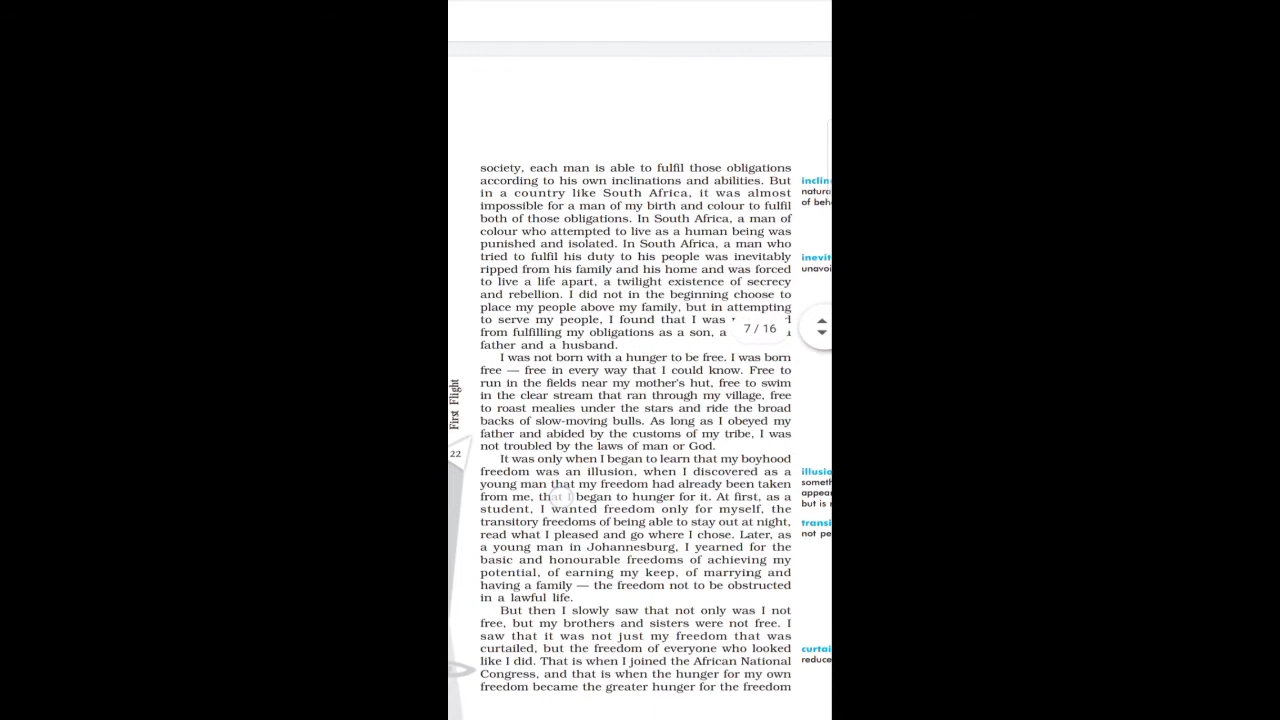 society, each man is able to fulfil those obligations
according to his own inclinations and abilities. But
in a country like South Africa, it was almost
impossible for a man of my birth and colour to fulfil
both of those obligations. In South Africa, a man of
colour who attempted to live as a human being was
punished and isolated. In South Africa, a man who
tried to fulfil his duty to his people was inevitably
ripped from his family and his home and was forced
to live a life apart, a twilight existence of secrecy
and rebellion. I did not in the beginning choose to
place my people above my family, but in attempting
to serve my people, I found that I was
from fulfilling my obligations as a son, a
father and a husband.
I was not born with a hunger to be free. I was born
free — free in every way that I could know. Free to
run in the fields near my mother's hut, free to swim
in the clear stream that ran through my village, free
to roast mealies under the stars and ride the broad
backs of slow-moving bulls. As long as I obeyed my
father and abided by the customs of my tribe, I was
not troubled by the laws of man or God.
It was only when I began to learn that my boyhood
freedom was an illusion, when I discovered as a
young man that my freedom had already been taken
from me, that I began to hunger for it. At first, as a
student, I wanted freedom only for myself, the
transitory freedoms of being able to stay out at night,
read what I pleased and go where I chose. Later, as
a young man in Johannesburg, I yearned for the
basic and honourable freedoms of achieving my
potential, of earning my keep, of marrying and
having a family — the freedom not to be obstructed
in a lawful life.
But then I slowly saw that not only was I not
free, but my brothers and sisters were not free. I
saw that it was not just my freedom that was
curtailed, but the freedom of everyone who looked
like I did. That is when I joined the African National
Congress, and that is when the hunger for my own
freedom became the greater hunger for the freedom
7 / 16
First Flight
22
inclin
natura
of beh
inevit
unavoi
illusio
someth
appear
but is
transi
not pe
curtai
reduce